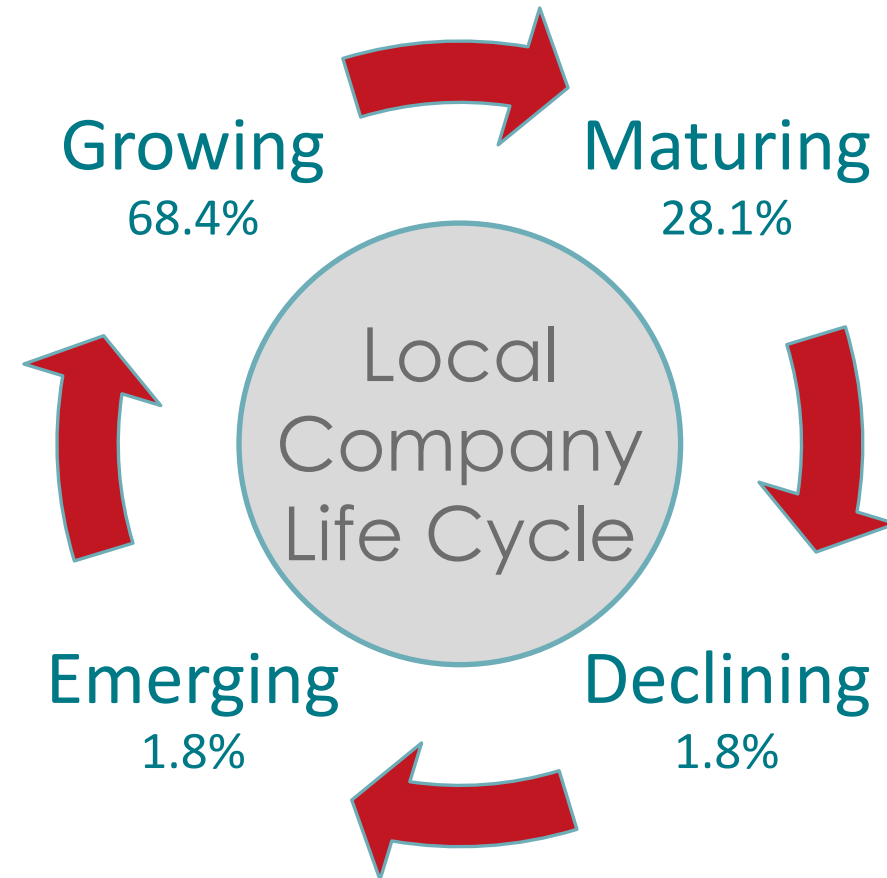 Growing
68.4%
Maturing
28.1%
Local
Company
Life Cycle
Emerging
1.8%
Declining
1.8%